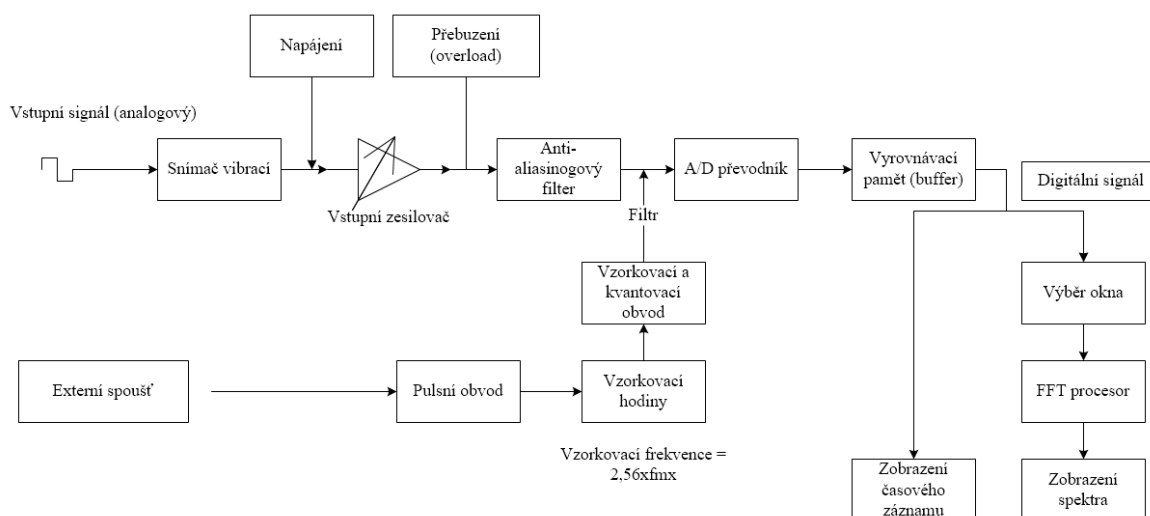 Napájení
Přebuzení
(overload)
Vstupní signál (analogový)
Snímač vibrací
Vstupní zesilovač
Anti-
aliasinogový
filter
Filtr
A/D převodník
Vyrovnávací
pamět (buffer)
Digitální signál
Vzorkovací a
kvantovací
obvod
Výběr okna
Externí spoušť
Pulsní obvod
Vzorkovací
hodiny
FFT procesor
Vzorkovací frekvence =
2,56xfmx
Zobrazení
časového
záznamu
Zobrazení
spektra